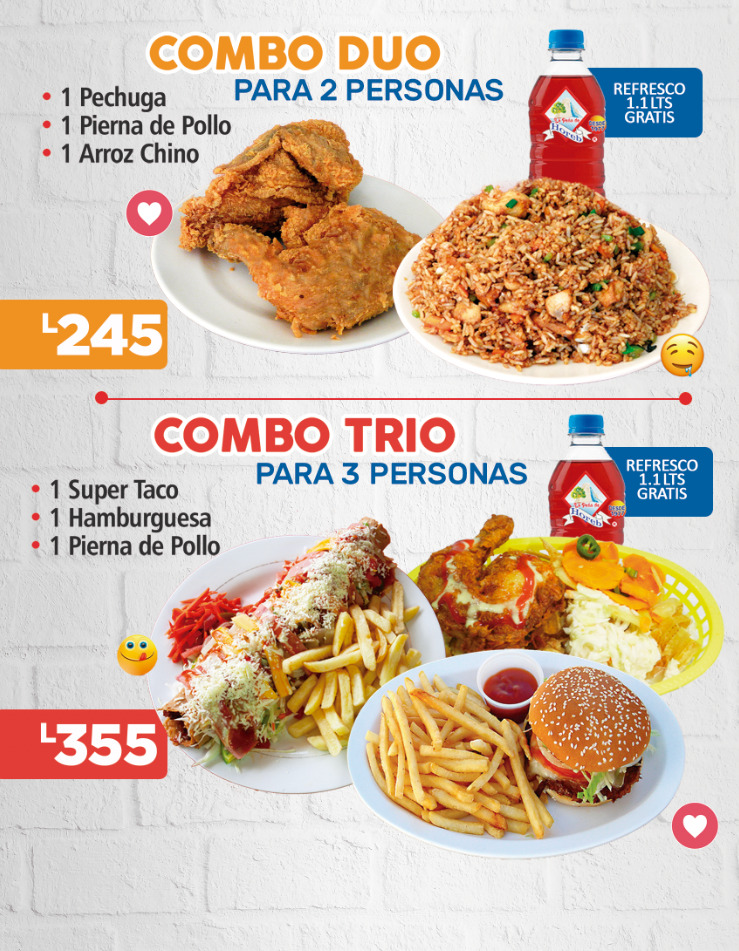 COMBO DUO
PARA 2 PERSONAS
• 1 Pechuga
• 1 Pierna de Pollo
• 1 Arroz Chino
REFRESCO
1.1 LTS
GRATIS
Horeb
L245
COMBO TRIO
PARA 3 PERSONAS
• 1 Super Taco
• 1 Hamburguesa
• 1 Pierna de Pollo
REFRESCO
1.1 LTS
GRATIS
Horeb
L355